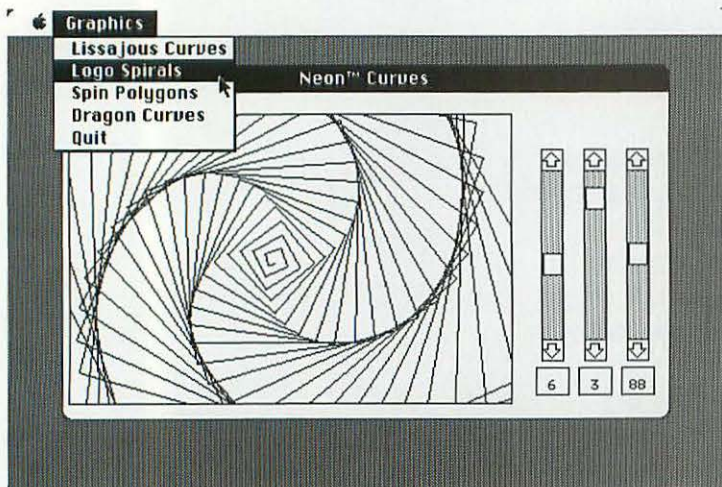 Graphics
Lissajous Curves
Logo Spirals
Spin Polygons
Dragon Curves
Quit
Neon™ Curves
6 3 88